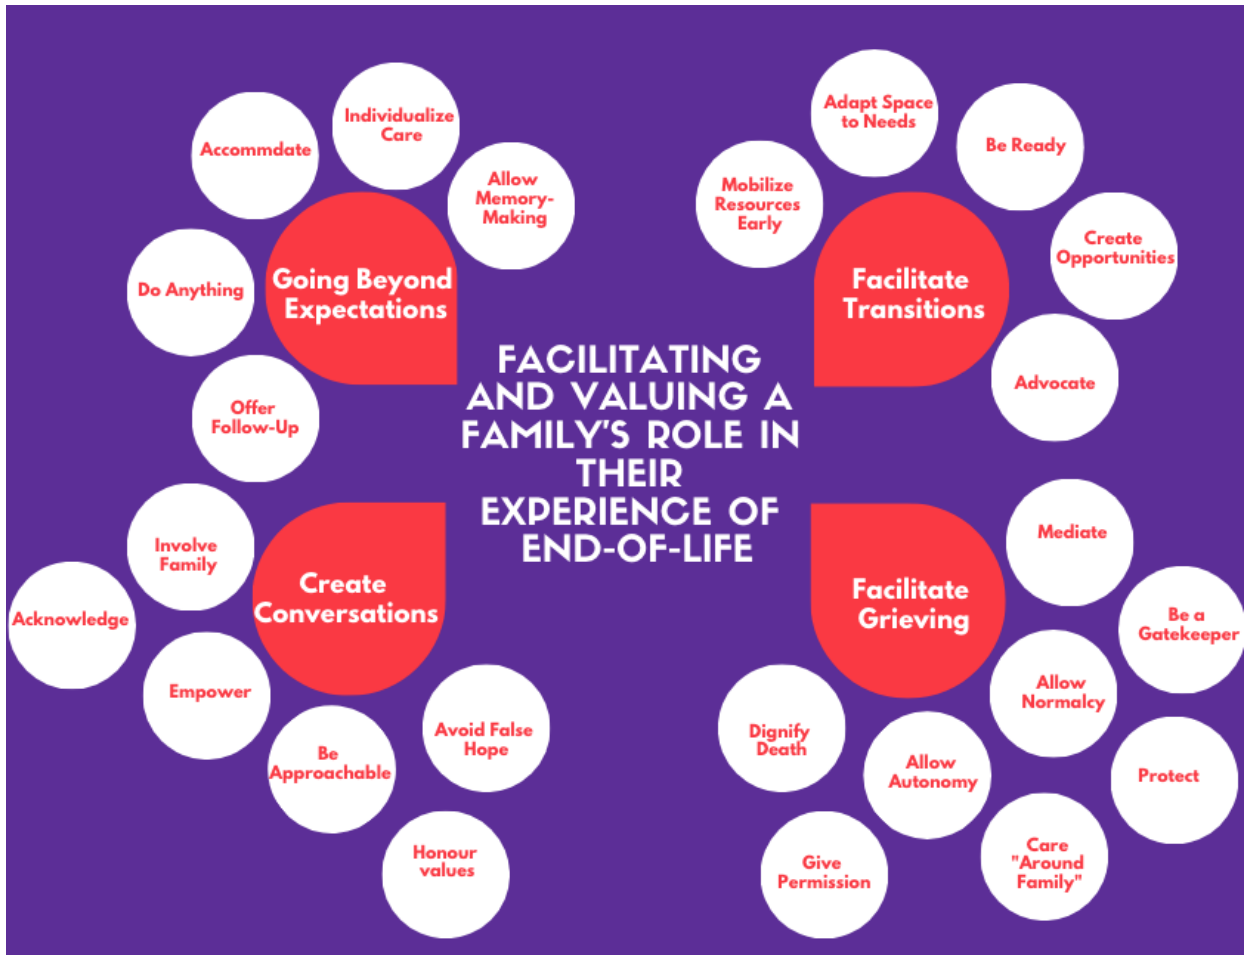 Individualize
Care
Accommdate
Allow
Memory-
Making
Do Anything
Going Beyond
Expectations
Offer
Follow-Up
Adapt Space
to Needs
Be Ready
Mobilize
Resources
Early
Create
Opportunities
Facilitate
Transitions
Advocate
FACILITATING
AND VALUING A
FAMILY'S ROLE IN
THEIR
EXPERIENCE OF
END-OF-LIFE
Involve
Family
Create
Conversations
Acknowledge
Empower
Be
Approachable
Avoid False
Hope
Honour
values
Mediate
Facilitate
Grieving
Be a
Gatekeeper
Allow
Normalcy
Dignify
Death
Allow
Autonomy
Protect
Give
Permission
Care
"Around
Family"